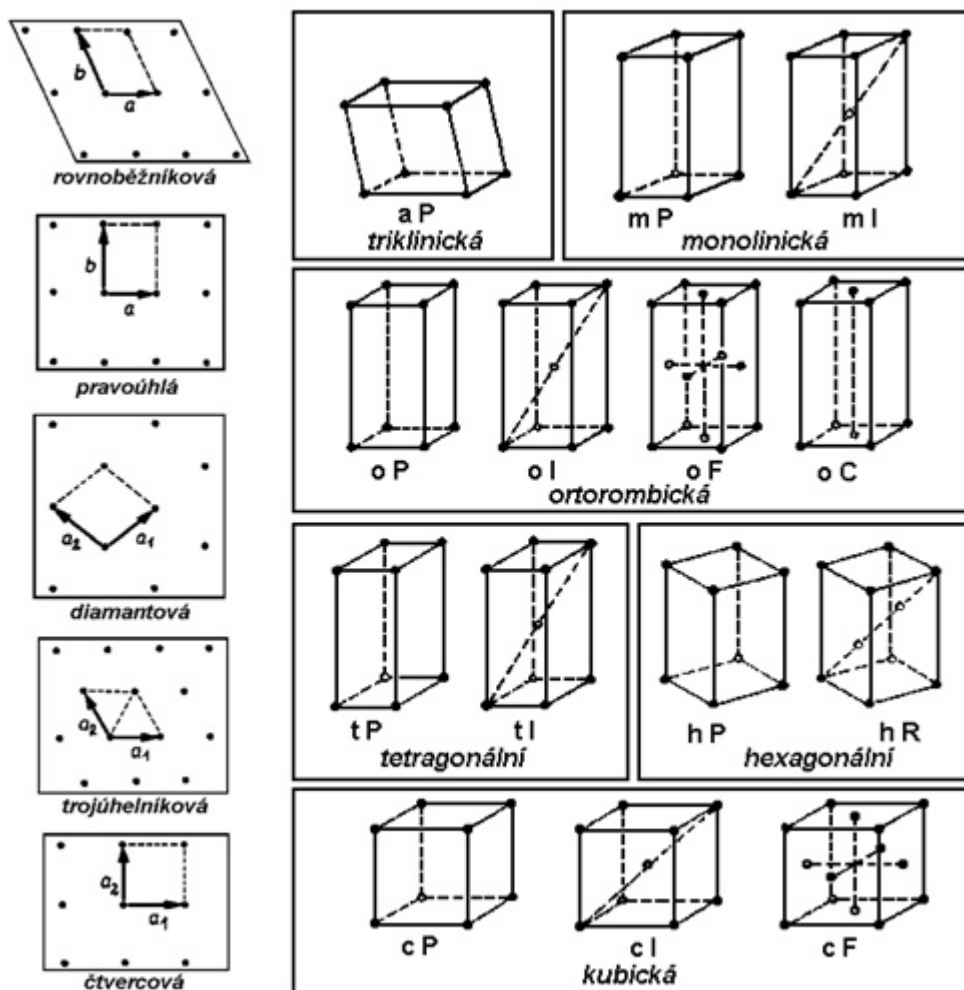 b
a
rovnoběžníková
b
a
pravoúhlá
a2
a1
diamantová
a2
a1
trojúhelníková
a2
a1
čtvercová
a P
triklinická
m P
m I
monolinická
o P
o I
o F
o C
ortorombická
t P
t I
tetragonální
h P
h R
hexagonální
c P
c I
c F
kubická